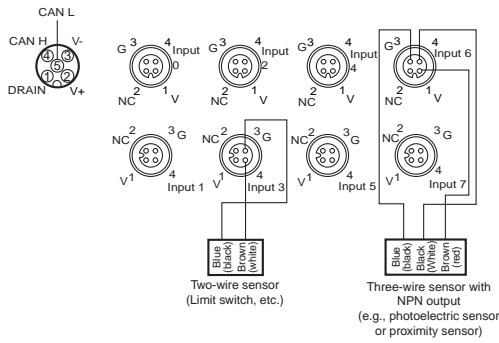 CAN L
CAN H
V-
4
3
5
1
2
DRAIN
V+
G 3
4 Input 0
NC 2
1 V
G 3
4 Input 2
NC 2
1 V
G 3
4 Input 4
NC 2
1 V
G 3
4 Input 6
NC 2
1 V
NC 2
3 G
V 1
4 Input 1
NC 2
3 G
V 1
4 Input 3
NC 2
3 G
V 1
4 Input 5
NC 2
3 G
V 1
4 Input 7
Blue (black)
Brown (white)
Blue (black)
Black (White)
Brown (red)
Two-wire sensor
(Limit switch, etc.)
Three-wire sensor with
NPN output
(e.g., photoelectric sensor
or proximity sensor)